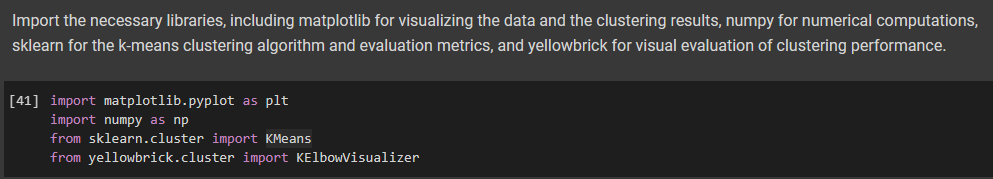 Import the necessary libraries, including matplotlib for visualizing the data and the clustering results, numpy for numerical computations,
sklearn for the k-means clustering algorithm and evaluation metrics, and yellowbrick for visual evaluation of clustering performance.
[41] import matplotlib.pyplot as plt
import numpy as np
from sklearn.cluster import KMeans
from yellowbrick.cluster import KElbowVisualizer